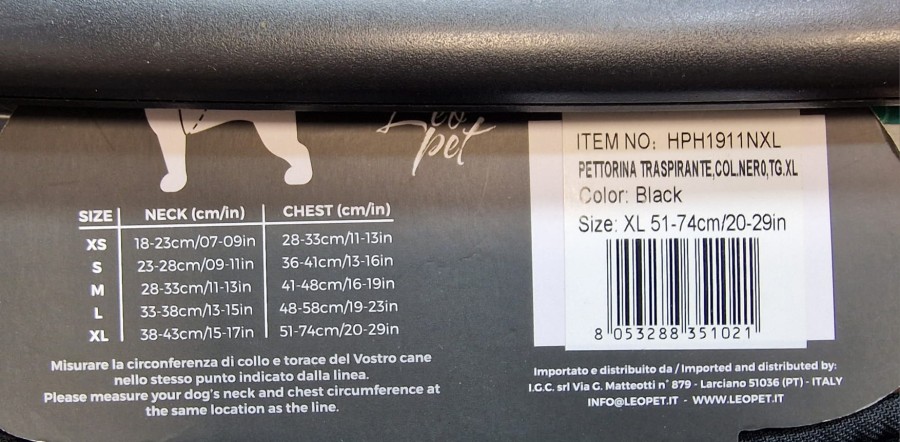 Leo
pet
SIZE NECK (cm/in) CHEST (cm/in)
XS 18-23cm/07-09in 28-33cm/11-13in
S 23-28cm/09-11in 36-41cm/13-16in
M 28-33cm/11-13in 41-48cm/16-19in
L 33-38cm/13-15in 48-58cm/19-23in
XL 38-43cm/15-17in 51-74cm/20-29in
Misurare la circonferenza di collo e torace del Vostro cane
nello stesso punto indicato dalla linea.
Please measure your dog's neck and chest circumference at
the same location as the line.
ITEM NO: HPH1911NXL
PETTORINA TRASPIRANTE,COL.NERO,TG.XL
Color: Black
Size: XL 51-74cm/20-29in
8 053288 351021
Importato e distribuito da / Imported and distributed by:
I.G.C. srl Via G. Matteotti n° 879 - Larciano 51036 (PT) - ITALY
INFO@LEOPET.IT - WWW.LEOPET.IT